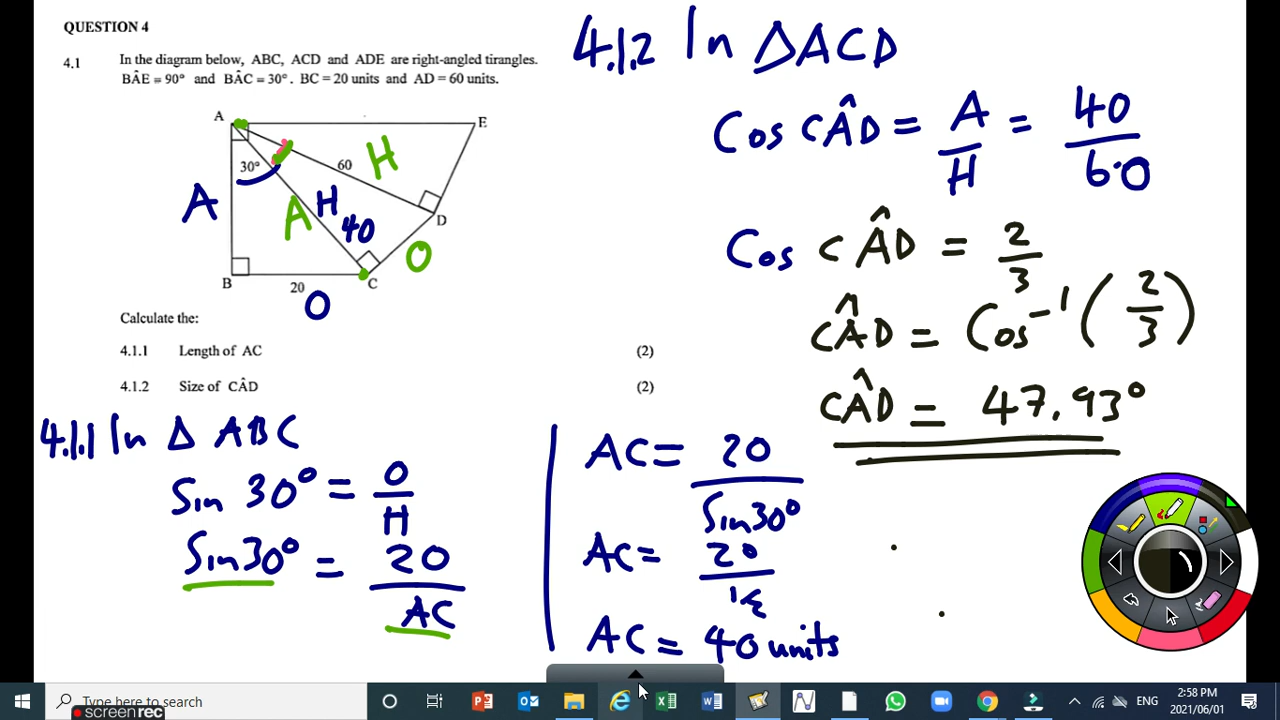 QUESTION 4
4.1 In the diagram below, ABC, ACD and ADE are right-angled tirangles.
BÂE = 90° and BÂC = 30°. BC = 20 units and AD = 60 units.
A
E
30°
60
H
A
H
A
40
D
O
B
20
C
O
Calculate the:
4.1.1 Length of AC (2)
4.1.2 Size of CÂD (2)
4.1.1 In Δ ABC
Sin 30° = O/H
Sin30° = 20/AC
AC = 20/Sin30°
AC = 20/½
AC = 40 units
4.1.2 In ΔACD
Cos CÂD = A/H = 40/60
Cos CÂD = 2/3
CÂD = Cos⁻¹ (2/3)
CÂD = 47.93°
Type here to search
ENG
2:58 PM
2021/06/01
screenrec